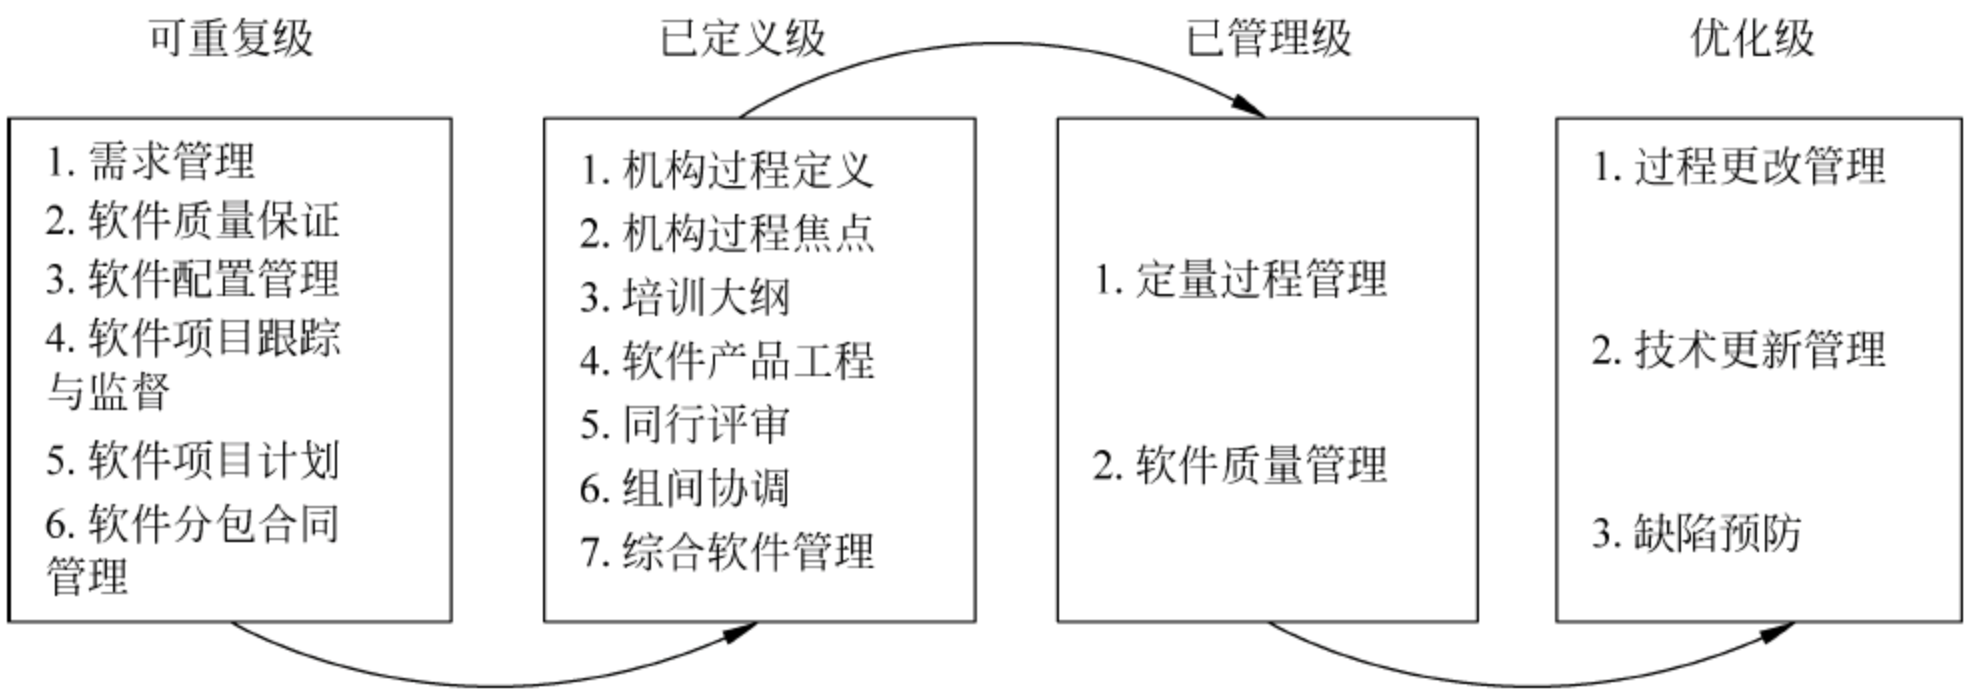 可重复级
1. 需求管理
2. 软件质量保证
3. 软件配置管理
4. 软件项目跟踪
与监督
5. 软件项目计划
6. 软件分包合同
管理
已定义级
1. 机构过程定义
2. 机构过程焦点
3. 培训大纲
4. 软件产品工程
5. 同行评审
6. 组间协调
7. 综合软件管理
已管理级
1. 定量过程管理
2. 软件质量管理
优化级
1. 过程更改管理
2. 技术更新管理
3. 缺陷预防